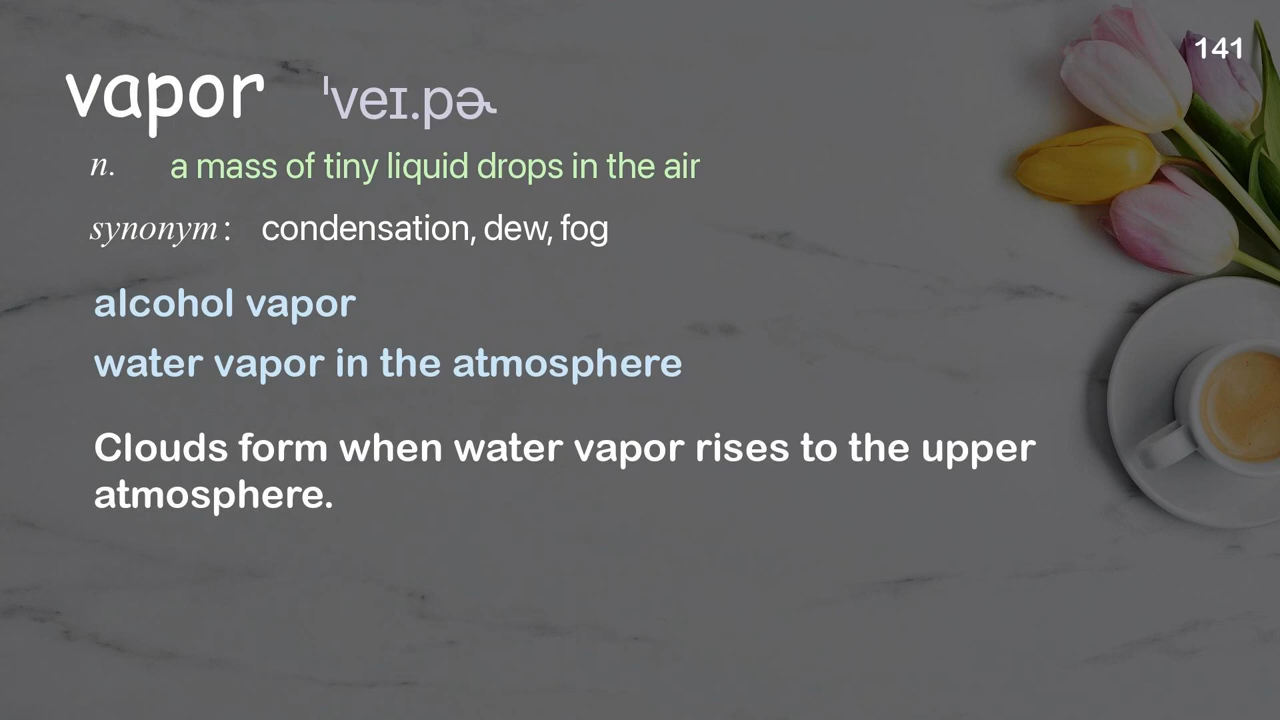 141
vapor ˈveɪ.pɚ
n. a mass of tiny liquid drops in the air
synonym: condensation, dew, fog
alcohol vapor
water vapor in the atmosphere
Clouds form when water vapor rises to the upper
atmosphere.